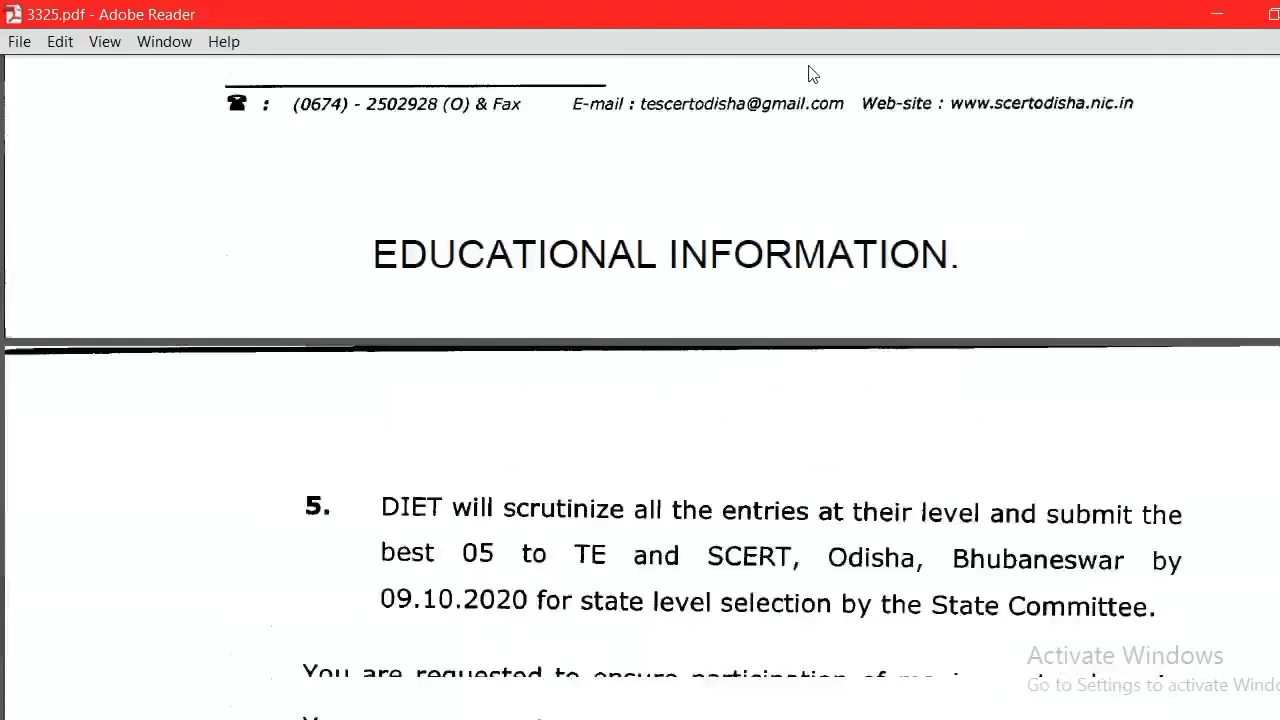 3325.pdf - Adobe Reader
File Edit View Window Help
☎ : (0674) - 2502928 (O) & Fax E-mail : tescertodisha@gmail.com Web-site : www.scertodisha.nic.in
EDUCATIONAL INFORMATION.
5. DIET will scrutinize all the entries at their level and submit the
best 05 to TE and SCERT, Odisha, Bhubaneswar by
09.10.2020 for state level selection by the State Committee.
You are requested to ensure participation of
Activate Windows
Go to Settings to activate Windo